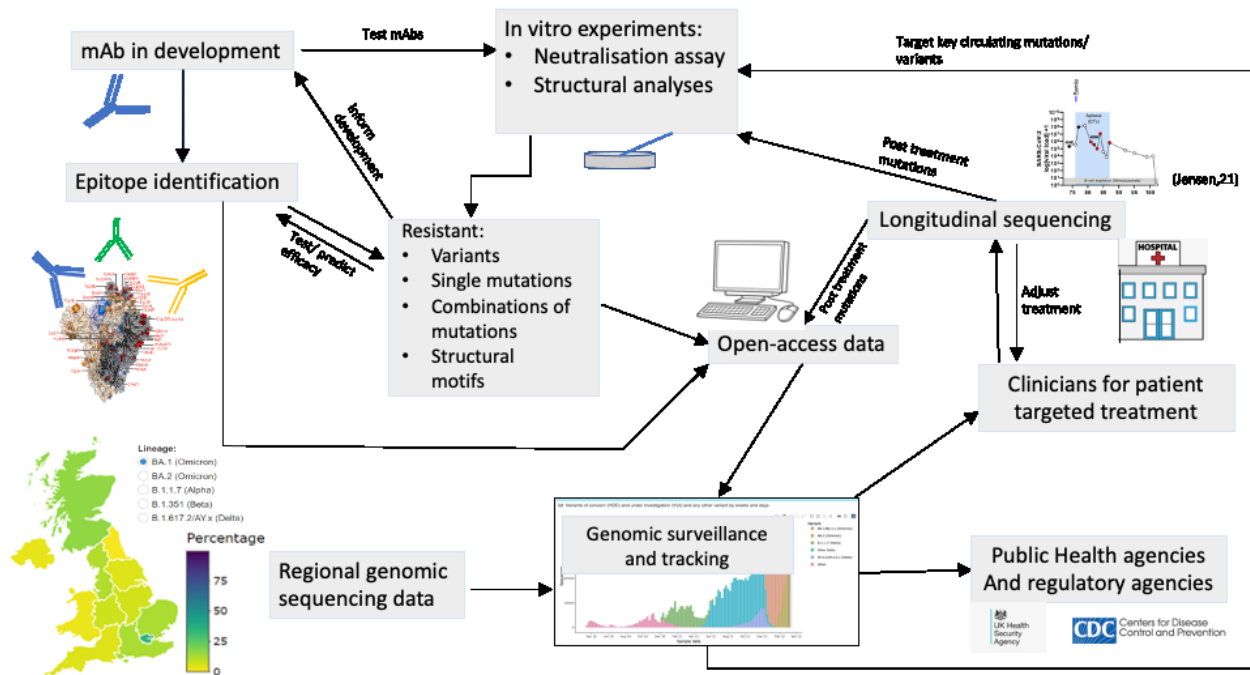 mAb in development
Test mAbs
In vitro experiments:
• Neutralisation assay
• Structural analyses
Target key circulating mutations/
variants
Inform
development
Post treatment
mutations
(Jensen,21)
Epitope identification
Longitudinal sequencing
HOSPITAL
Test/ predict
efficacy
Resistant:
• Variants
• Single mutations
• Combinations of
mutations
• Structural
motifs
Post treatment
mutations
Adjust
treatment
Open-access data
Clinicians for patient
targeted treatment
Lineage:
BA.1 (Omicron)
BA.2 (Omicron)
B.1.1.7 (Alpha)
B.1.351 (Beta)
B.1.617.2/AY.x (Delta)
Percentage
75
50
25
0
Regional genomic
sequencing data
Genomic surveillance
and tracking
Public Health agencies
And regulatory agencies
UK Health
Security
Agency
CDC
Centers for Disease
Control and Prevention